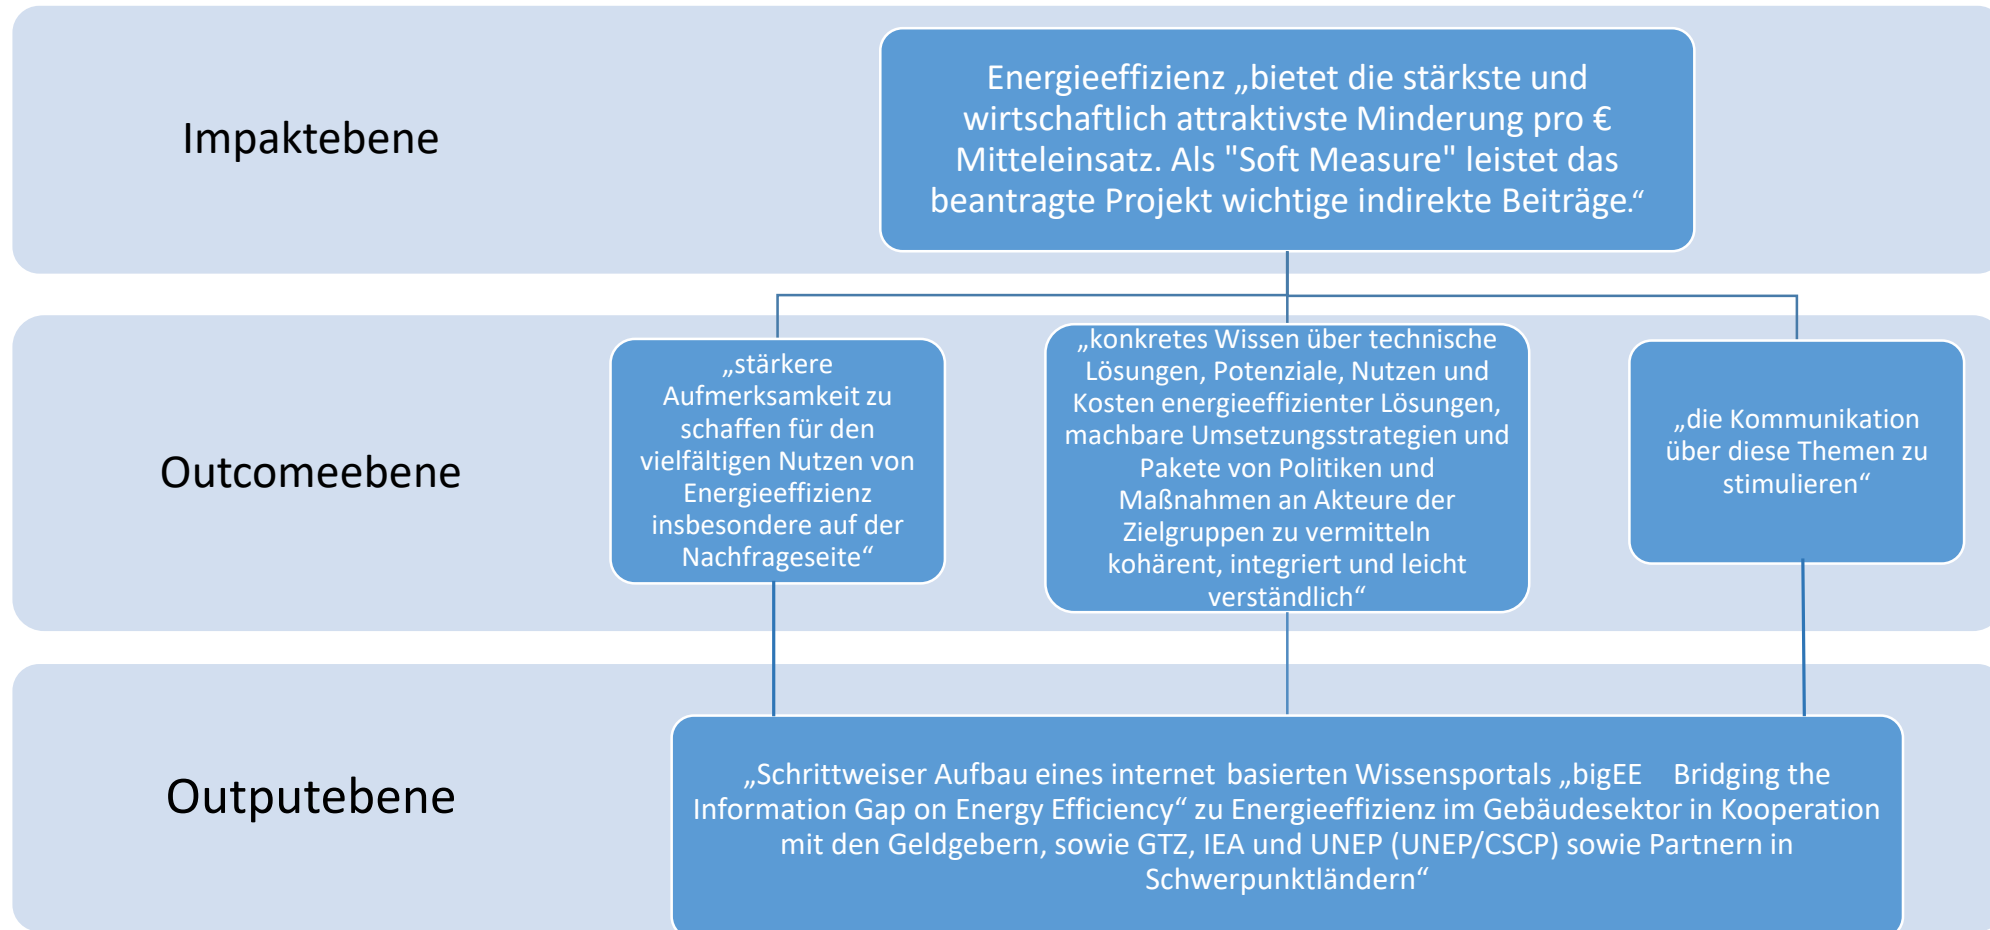 Impaktebene
Energieeffizienz „bietet die stärkste und
wirtschaftlich attraktivste Minderung pro €
Mitteleinsatz. Als "Soft Measure" leistet das
beantragte Projekt wichtige indirekte Beiträge.“
Outcomeebene
„stärkere
Aufmerksamkeit zu
schaffen für den
vielfältigen Nutzen von
Energieeffizienz
insbesondere auf der
Nachfrageseite“
„konkretes Wissen über technische
Lösungen, Potenziale, Nutzen und
Kosten energieeffizienter Lösungen,
machbare Umsetzungsstrategien und
Pakete von Politiken und
Maßnahmen an Akteure der
Zielgruppen zu vermitteln
kohärent, integriert und leicht
verständlich“
„die Kommunikation
über diese Themen zu
stimulieren“
Outputebene
„Schrittweiser Aufbau eines internet basierten Wissensportals „bigEE Bridging the
Information Gap on Energy Efficiency“ zu Energieeffizienz im Gebäudesektor in Kooperation
mit den Geldgebern, sowie GTZ, IEA und UNEP (UNEP/CSCP) sowie Partnern in
Schwerpunktländern“